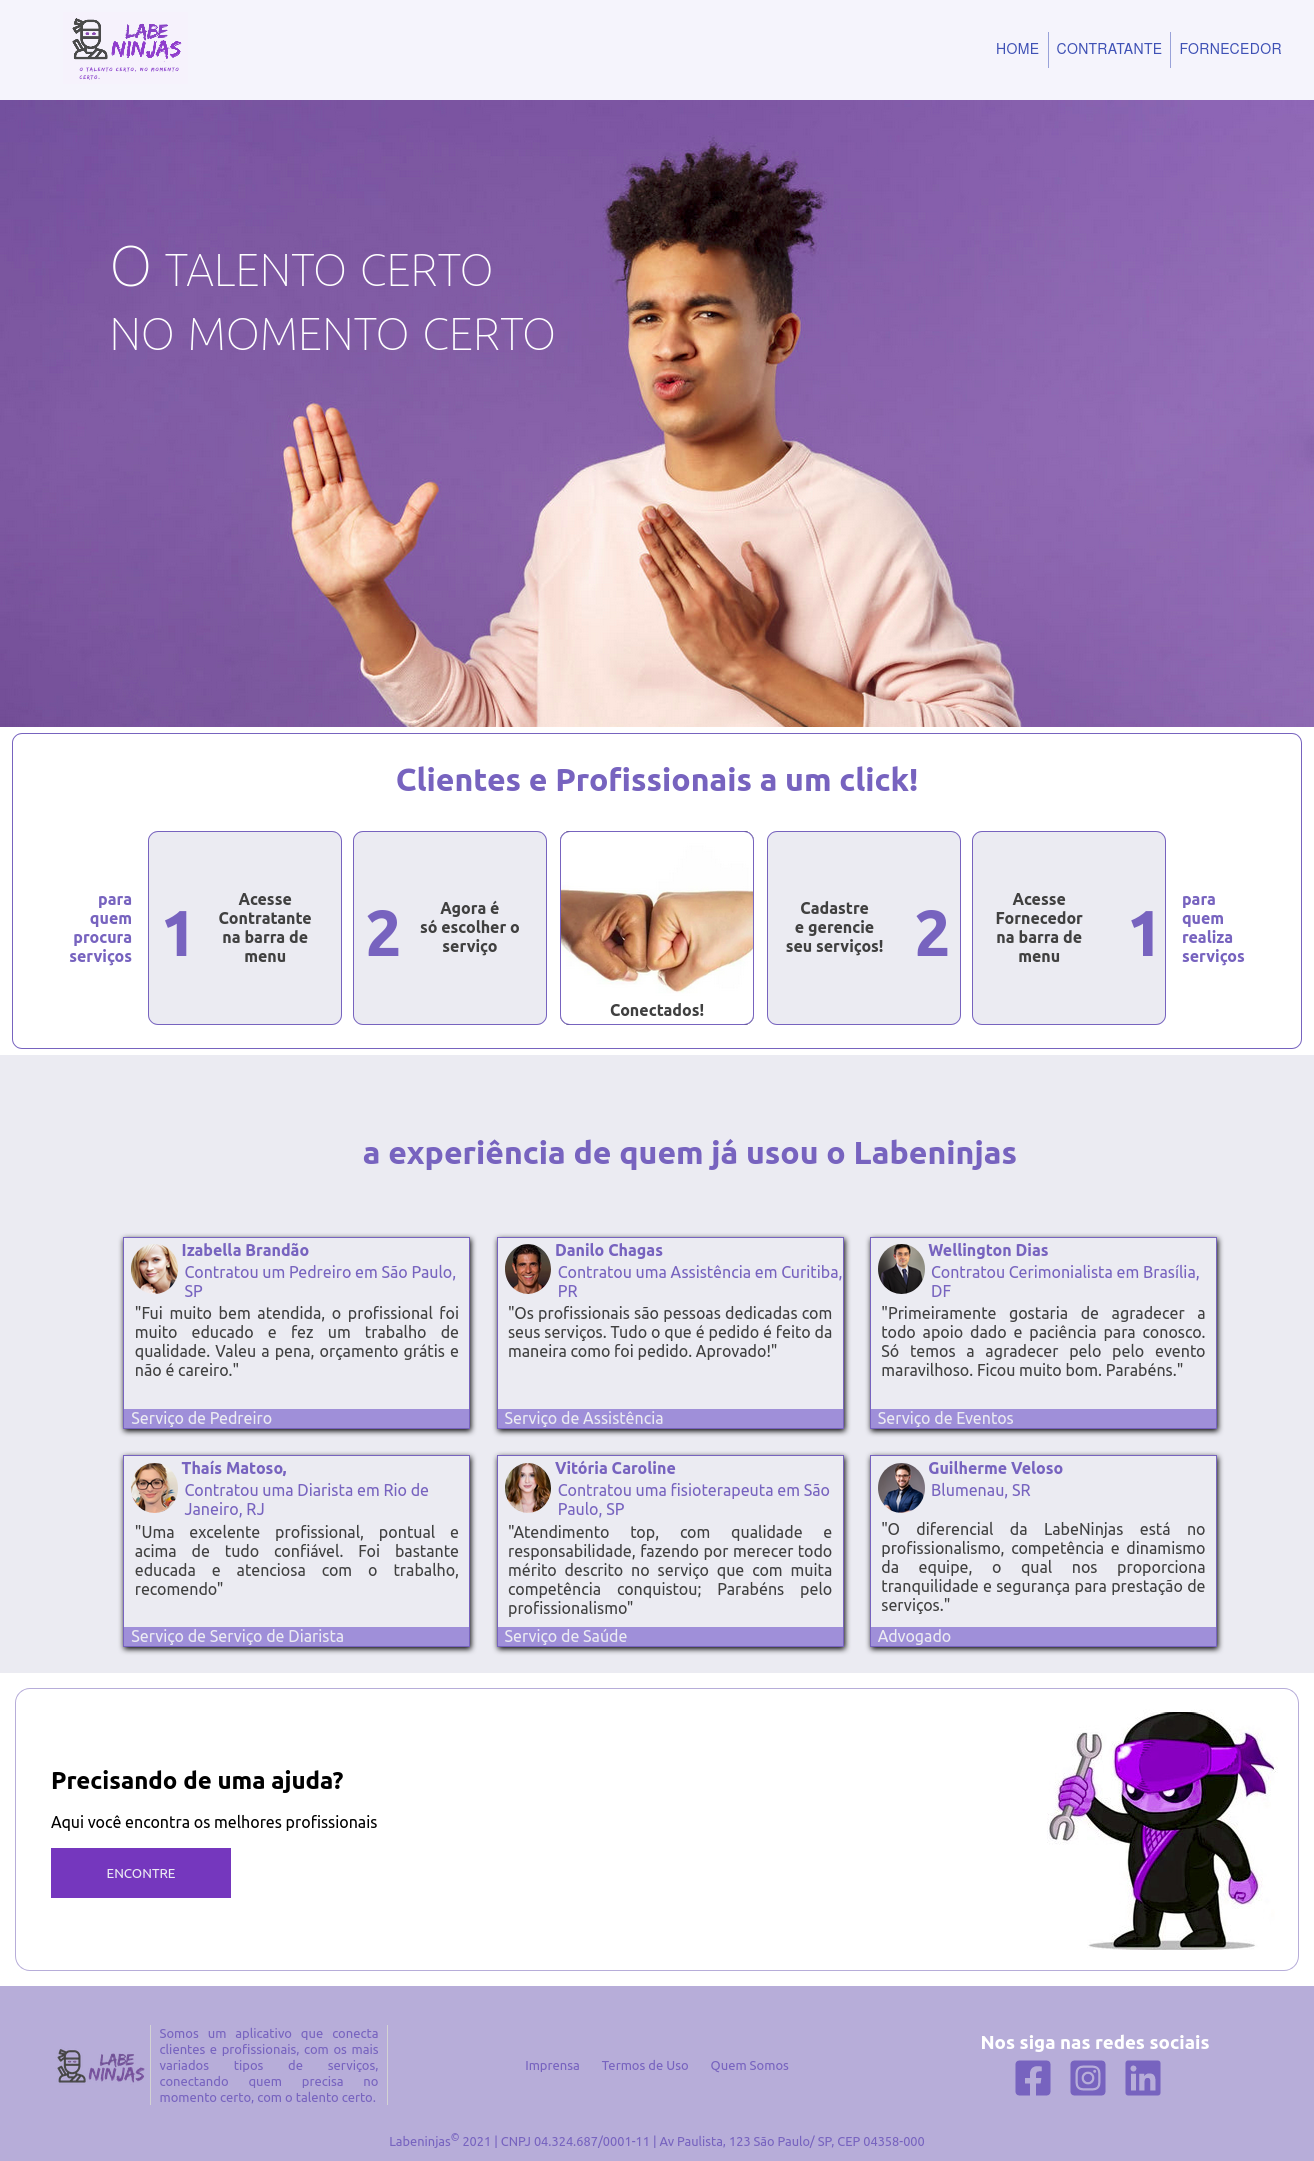 LABE
NINJAS
O TALENTO CERTO. NO MOMENTO
CERTO.
HOME
CONTRATANTE
FORNECEDOR
O TALENTO CERTO
NO MOMENTO CERTO
Clientes e Profissionais a um click!
para
quem
procura
serviços
1
Acesse
Contratante
na barra de
menu
2
Agora é
só escolher o
serviço
Conectados!
Cadastre
e gerencie
seu serviços!
2
Acesse
Fornecedor
na barra de
menu
1
para
quem
realiza
serviços
a experiência de quem já usou o Labeninjas
Izabella Brandão
Contratou um Pedreiro em São Paulo,
SP
"Fui muito bem atendida, o profissional foi
muito educado e fez um trabalho de
qualidade. Valeu a pena, orçamento grátis e
não é careiro."
Serviço de Pedreiro
Danilo Chagas
Contratou uma Assistência em Curitiba,
PR
"Os profissionais são pessoas dedicadas com
seus serviços. Tudo o que é pedido é feito da
maneira como foi pedido. Aprovado!"
Serviço de Assistência
Wellington Dias
Contratou Cerimonialista em Brasília,
DF
"Primeiramente gostaria de agradecer a
todo apoio dado e paciência para conosco.
Só temos a agradecer pelo pelo evento
maravilhoso. Ficou muito bom. Parabéns."
Serviço de Eventos
Thaís Matoso,
Contratou uma Diarista em Rio de
Janeiro, RJ
"Uma excelente profissional, pontual e
acima de tudo confiável. Foi bastante
educada e atenciosa com o trabalho,
recomendo"
Serviço de Serviço de Diarista
Vitória Caroline
Contratou uma fisioterapeuta em São
Paulo, SP
"Atendimento top, com qualidade e
responsabilidade, fazendo por merecer todo
mérito descrito no serviço que com muita
competência conquistou; Parabéns pelo
profissionalismo"
Serviço de Saúde
Guilherme Veloso
Blumenau, SR
"O diferencial da LabeNinjas está no
profissionalismo, competência e dinamismo
da equipe, o qual nos proporciona
tranquilidade e segurança para prestação de
serviços."
Advogado
Precisando de uma ajuda?
Aqui você encontra os melhores profissionais
ENCONTRE
LABE
NINJAS
Somos um aplicativo que conecta
clientes e profissionais, com os mais
variados tipos de serviços,
conectando quem precisa no
momento certo, com o talento certo.
Imprensa
Termos de Uso
Quem Somos
Nos siga nas redes sociais
Labeninjas© 2021 | CNPJ 04.324.687/0001-11 | Av Paulista, 123 São Paulo/ SP, CEP 04358-000